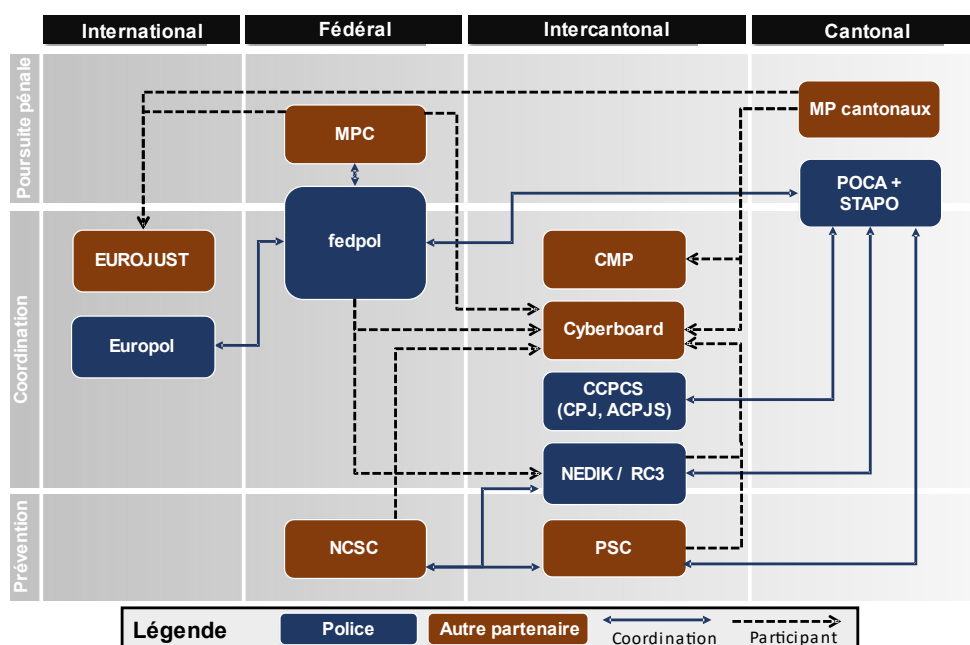 International
Fédéral
Intercantonal
Cantonal
Poursuite pénale
MPC
MP cantonaux
POCA +
STAPO
Coordination
fedpol
EUROJUST
CMP
Europol
Cyberboard
CCPCS
(CPJ, ACPJS)
NEDIK / RC3
Prévention
NCSC
PSC
Légende
Police
Autre partenaire
Coordination
Participant